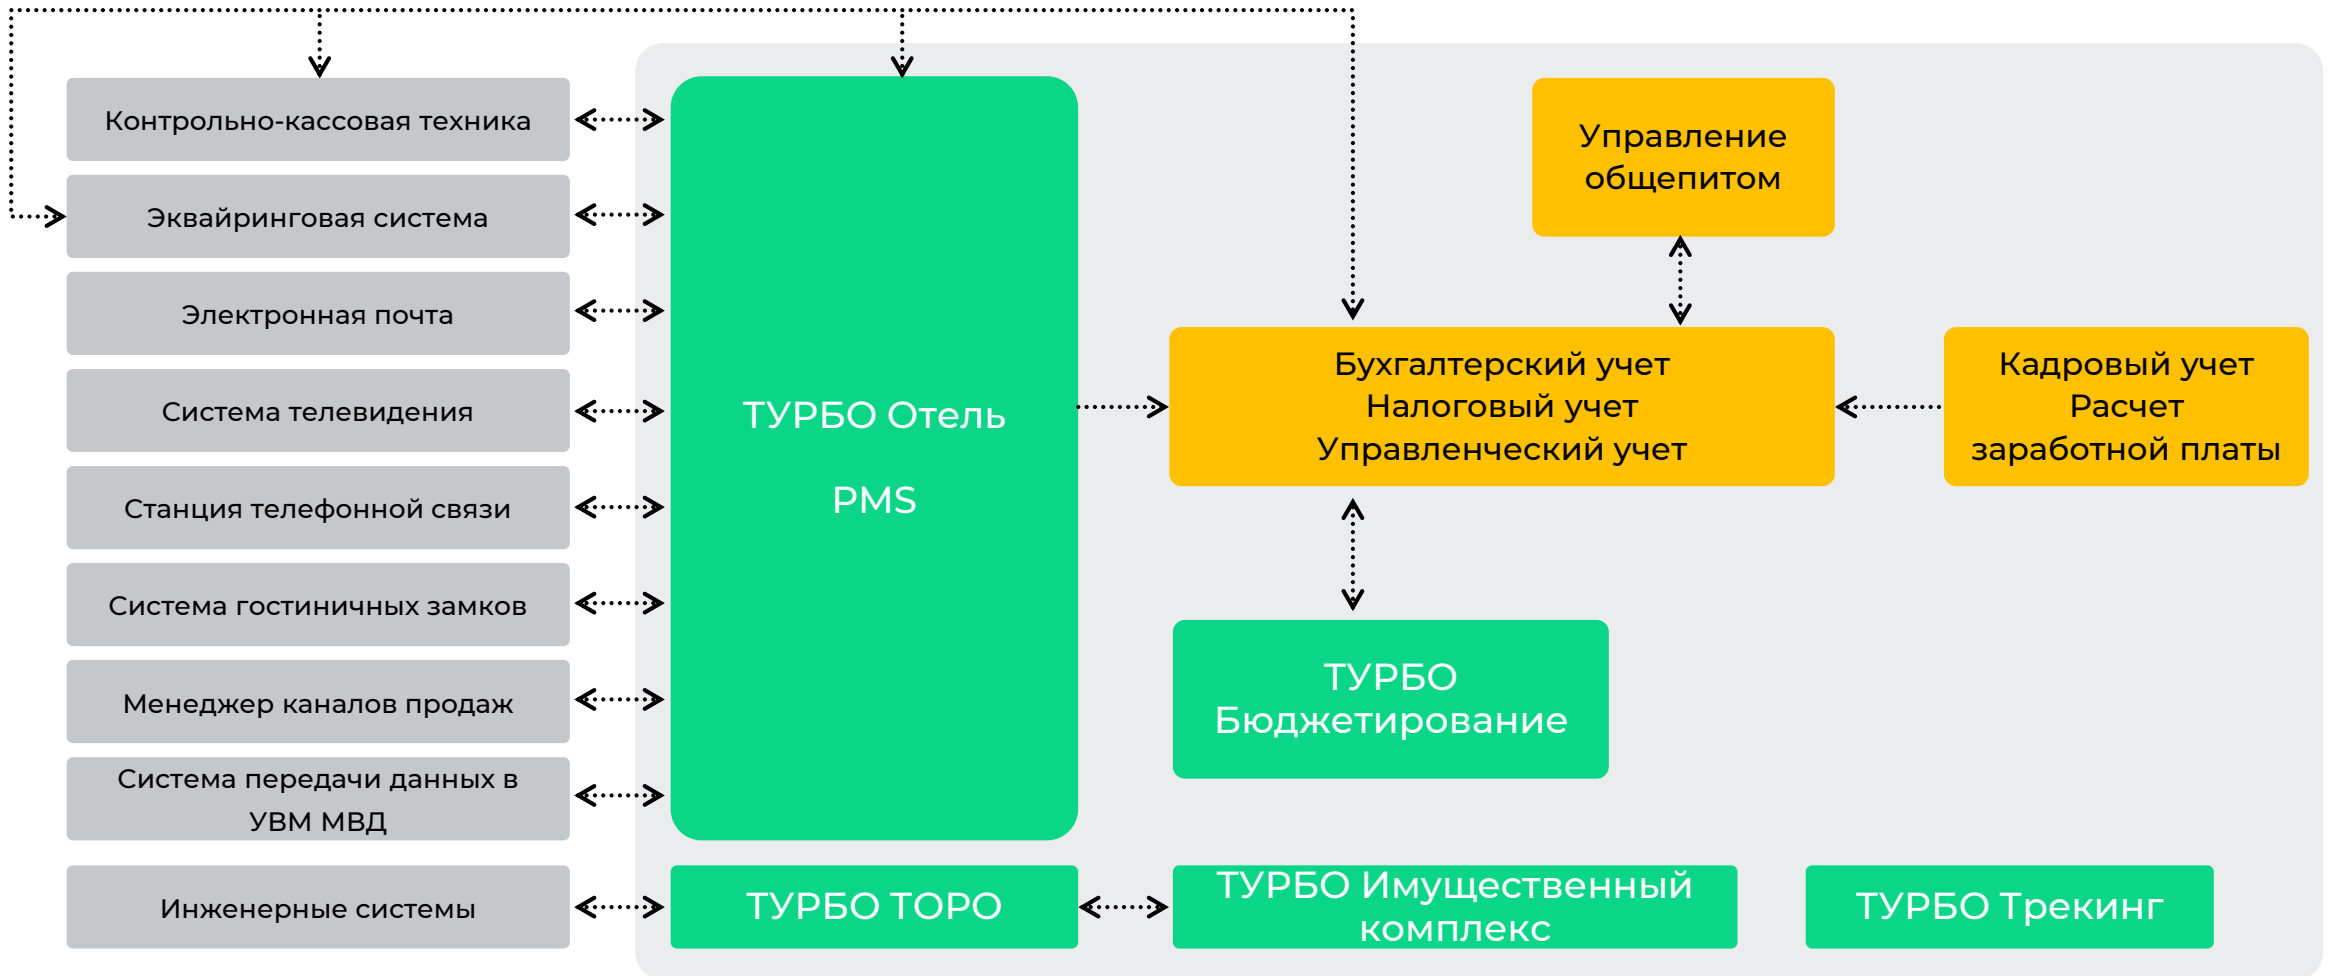 Контрольно-кассовая техника
Эквайринговая система
Электронная почта
Система телевидения
Станция телефонной связи
Система гостиничных замков
Менеджер каналов продаж
Система передачи данных в
УВМ МВД
Инженерные системы
ТУРБО Отель
PMS
ТУРБО ТОРО
Управление
общепитом
Бухгалтерский учет
Налоговый учет
Управленческий учет
Кадровый учет
Расчет
заработной платы
ТУРБО
Бюджетирование
ТУРБО Имущественный
комплекс
ТУРБО Трекинг